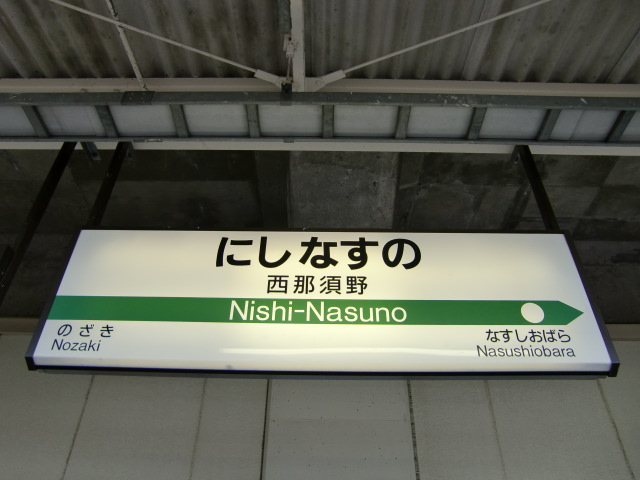 にしなすの
西那須野
Nishi-Nasuno
のざき
Nozaki
なすしおばら
Nasushiobara